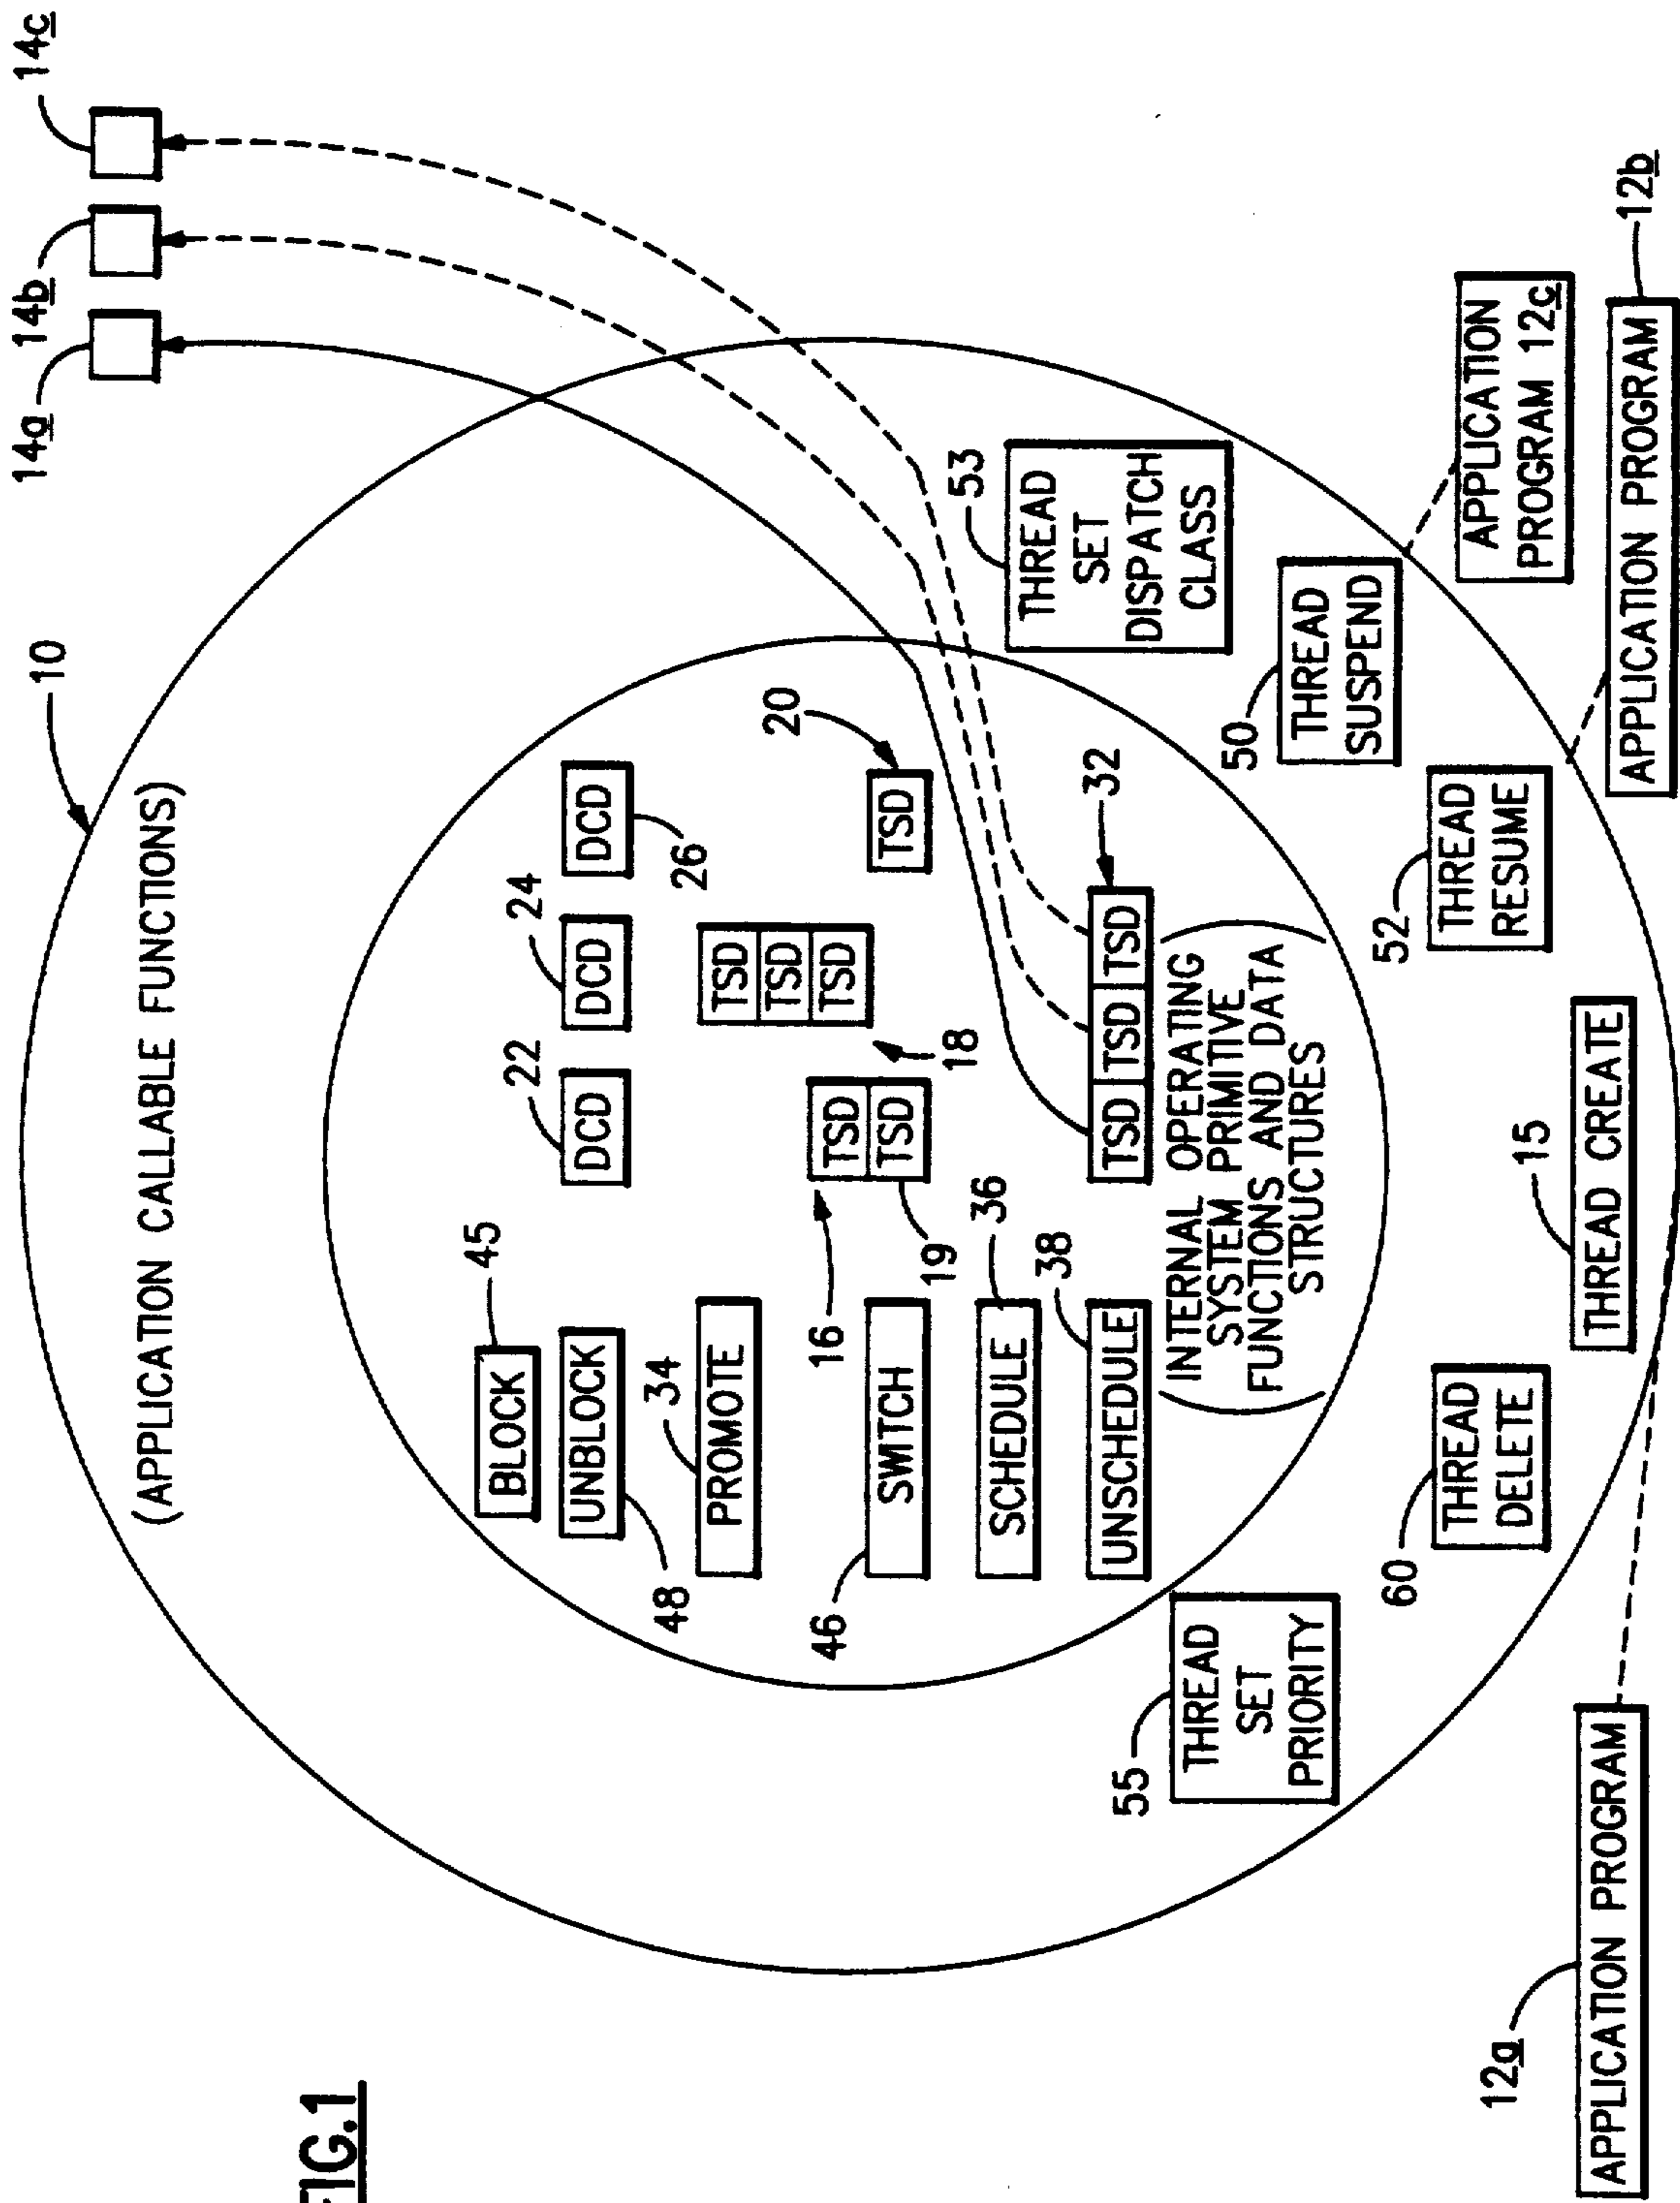 FIG.1
10
(APPLICATION CALLABLE FUNCTIONS)
14a
14b
14c
45
BLOCK
UNBLOCK
48
34
PROMOTE
46
SWITCH
SCHEDULE
36
UNSCHEDULE
38
22
DCD
24
DCD
DCD
26
16
TSD
TSD
19
TSD
TSD
TSD
18
20
TSD
32
TSD
TSD
TSD
INTERNAL OPERATING
SYSTEM PRIMITIVE
FUNCTIONS AND DATA
STRUCTURES
55
THREAD
SET
PRIORITY
60
THREAD
DELETE
15
THREAD CREATE
52
THREAD
RESUME
50
THREAD
SUSPEND
53
THREAD
SET
DISPATCH
CLASS
12a
APPLICATION PROGRAM
APPLICATION PROGRAM
12b
APPLICATION
PROGRAM 12c